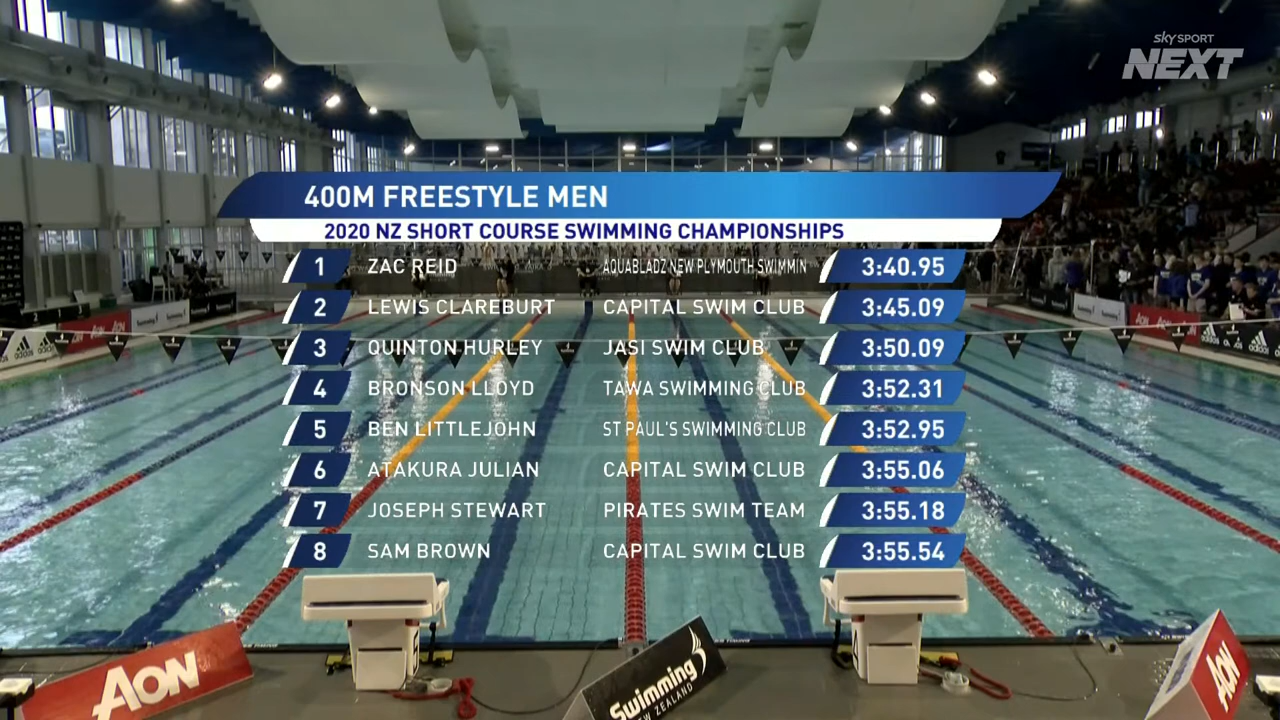 sky SPORT
NEXT
400M FREESTYLE MEN
2020 NZ SHORT COURSE SWIMMING CHAMPIONSHIPS
1 ZAC REID AQUABLADZ NEW PLYMOUTH SWIMMIN 3:40.95
2 LEWIS CLAREBURT CAPITAL SWIM CLUB 3:45.09
3 QUINTON HURLEY JASI SWIM CLUB 3:50.09
4 BRONSON LLOYD TAWA SWIMMING CLUB 3:52.31
5 BEN LITTLEJOHN ST PAUL'S SWIMMING CLUB 3:52.95
6 ATAKURA JULIAN CAPITAL SWIM CLUB 3:55.06
7 JOSEPH STEWART PIRATES SWIM TEAM 3:55.18
8 SAM BROWN CAPITAL SWIM CLUB 3:55.54
adidas
AON
AON
adidas
AON
Swimming
NEW ZEALAND
AON